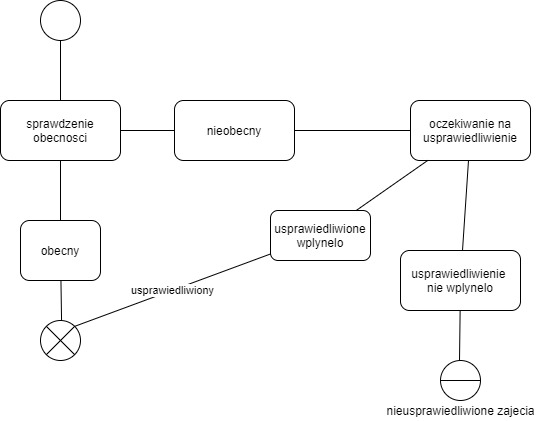 sprawdzenie
obecnosci
nieobecny
oczekiwanie na
usprawiedliwienie
obecny
usprawiedliwione
wplynelo
usprawiedliwienie
nie wplynelo
usprawiedliwiony
nieusprawiedliwione zajecia